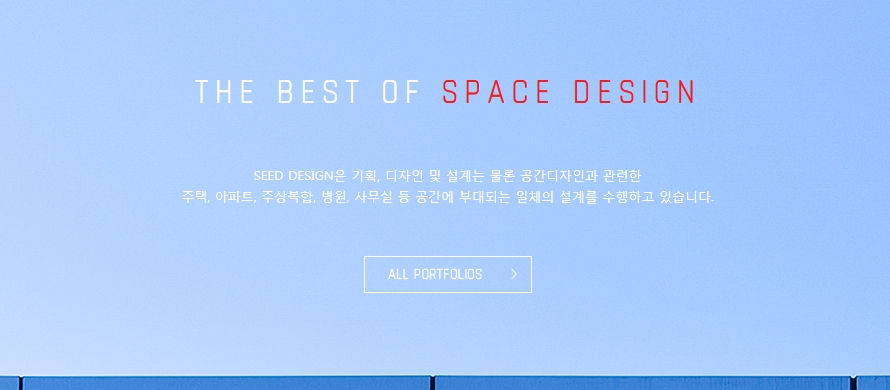 THE BEST OF SPACE DESIGN
SEED DESIGN은 기획, 디자인 및 설계는 물론 공간디자인과 관련한
주택, 아파트, 주상복합, 병원, 사무실 등 공간에 부대되는 일체의 설계를 수행하고 있습니다.
ALL PORTFOLIOS >